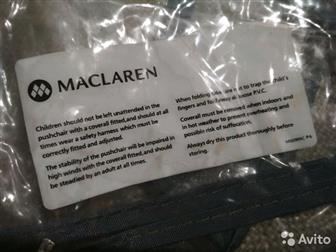 MACLAREN
Children should not be left unattended in the
pushchair with a coverall fitted, and should at all
times wear a safety harness which must be
correctly fitted and adjusted.
The stability of the pushchair will be impaired in
high winds with the coverall fitted, and should
be steadied by an adult at all times.
When folding take care not to trap the child's
fingers and folding loose P.V.C.
Coverall must be removed when indoors and
in hot weather to prevent overheating and
possible risk of suffocation.
Always dry this product thoroughly before
storing.
Avito